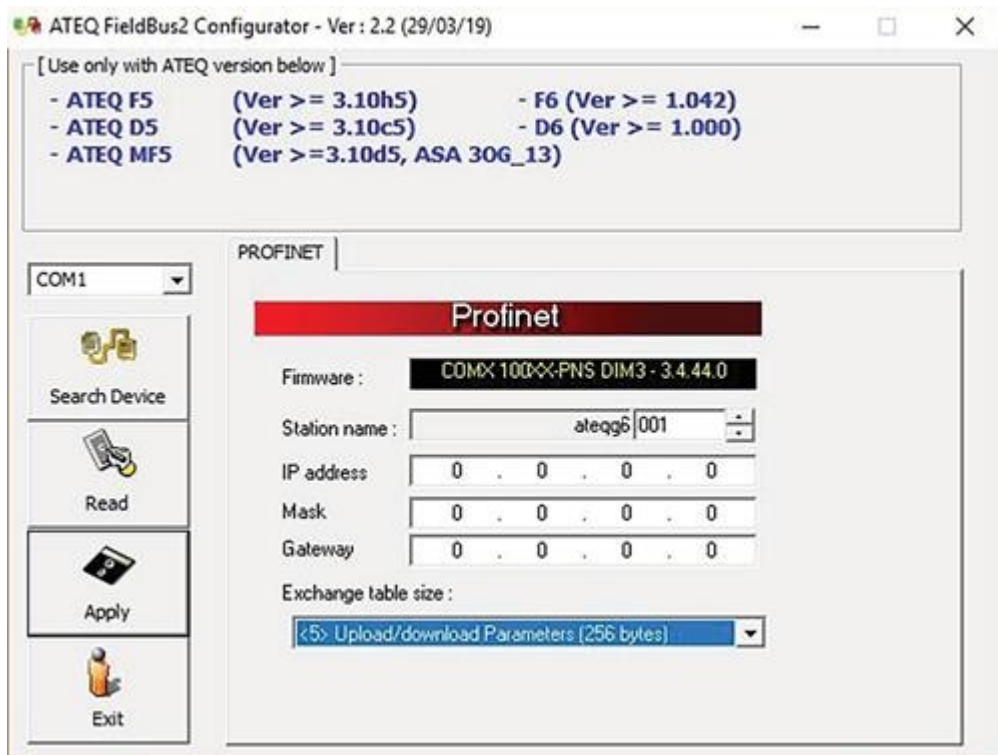 ATEQ FieldBus2 Configurator - Ver : 2.2 (29/03/19)
[ Use only with ATEQ version below ]
- ATEQ F5 (Ver >= 3.10h5) - F6 (Ver >= 1.042)
- ATEQ D5 (Ver >= 3.10c5) - D6 (Ver >= 1.000)
- ATEQ MF5 (Ver >=3.10d5, ASA 3OG_13)
COM1
PROFINET
Profinet
Search Device
Firmware : COMX 100XX-PNS DIM3 - 3.4.44.0
Station name : ateqg6 001
Read
IP address 0 . 0 . 0 . 0
Mask 0 . 0 . 0 . 0
Gateway 0 . 0 . 0 . 0
Apply
Exchange table size :
<5> Upload/download Parameters (256 bytes)
Exit